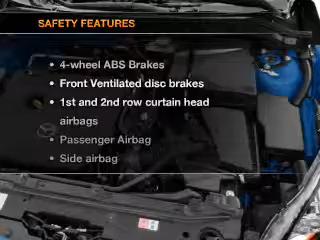 SAFETY FEATURES
• 4-wheel ABS Brakes
• Front Ventilated disc brakes
• 1st and 2nd row curtain head
airbags
• Passenger Airbag
• Side airbag